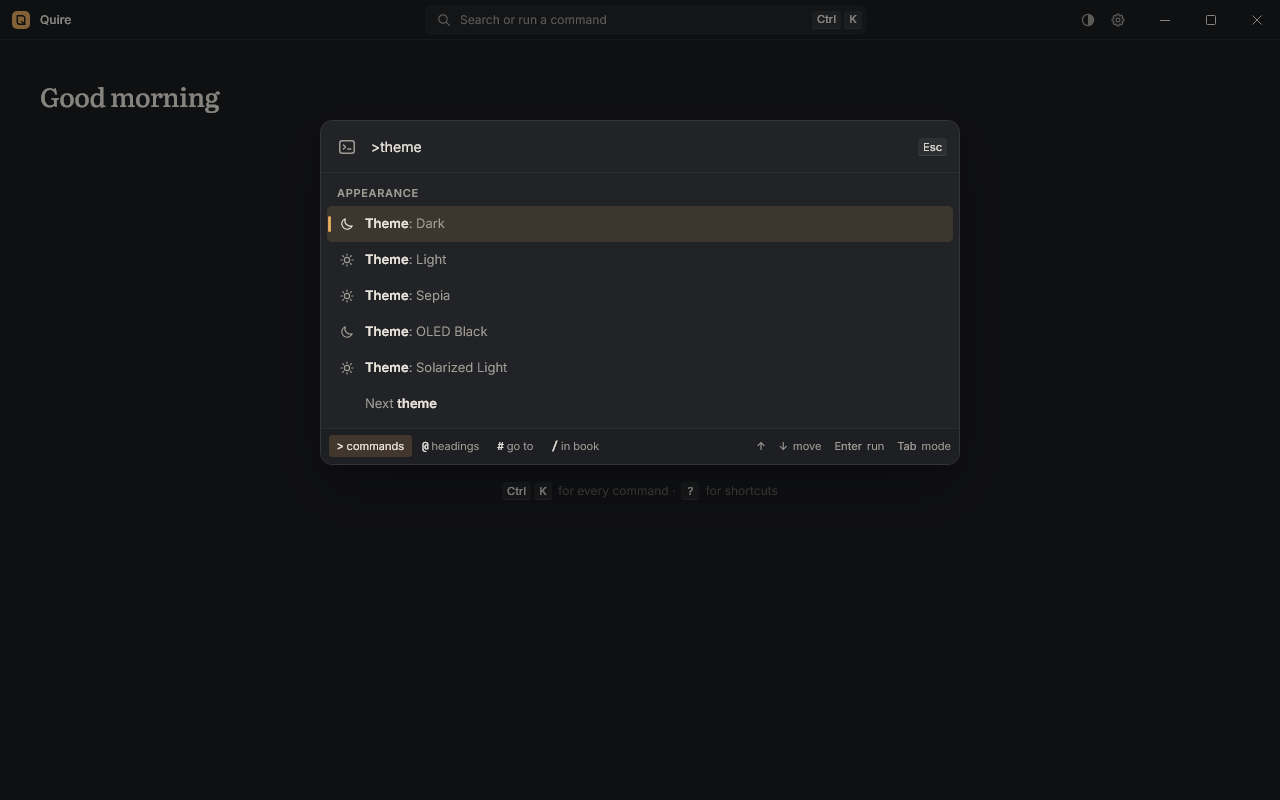 Quire
Search or run a command Ctrl K
Good morning
>theme Esc
APPEARANCE
Theme: Dark
Theme: Light
Theme: Sepia
Theme: OLED Black
Theme: Solarized Light
Next theme
> commands @ headings # go to / in book ↑ ↓ move Enter run Tab mode
Ctrl K for every command · ? for shortcuts